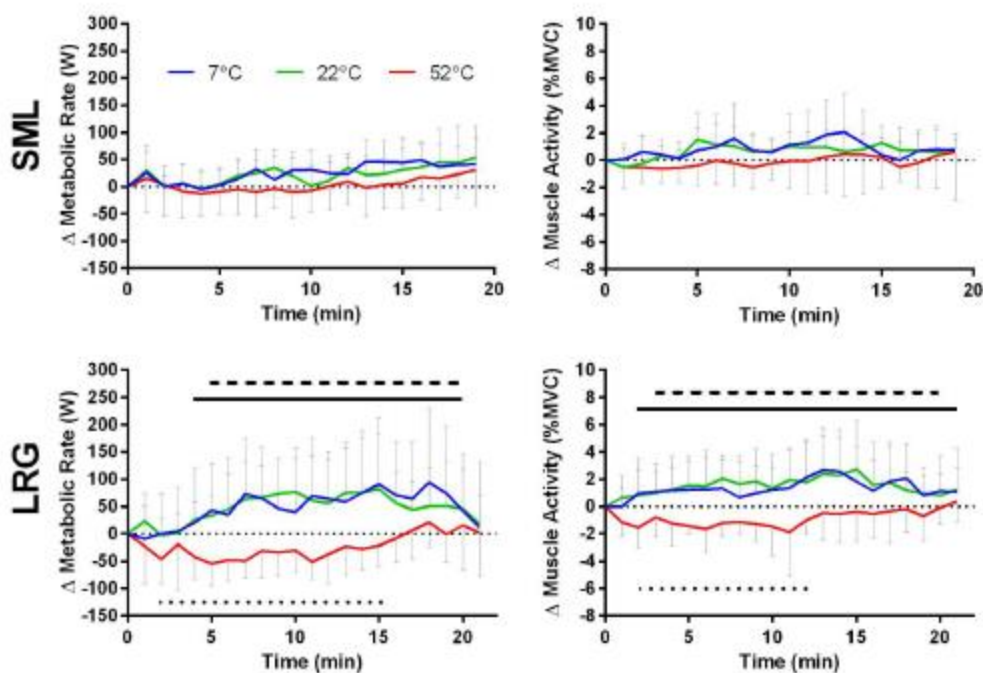 SML
Δ Metabolic Rate (W)
300
250
200
150
100
50
0
-50
-100
-150
7°C 22°C 52°C
0 5 10 15 20
Time (min)
Δ Muscle Activity (%MVC)
10
8
6
4
2
0
-2
-4
-6
-8
0 5 10 15 20
Time (min)
LRG
Δ Metabolic Rate (W)
300
250
200
150
100
50
0
-50
-100
-150
0 5 10 15 20
Time (min)
Δ Muscle Activity (%MVC)
10
8
6
4
2
0
-2
-4
-6
-8
0 5 10 15 20
Time (min)